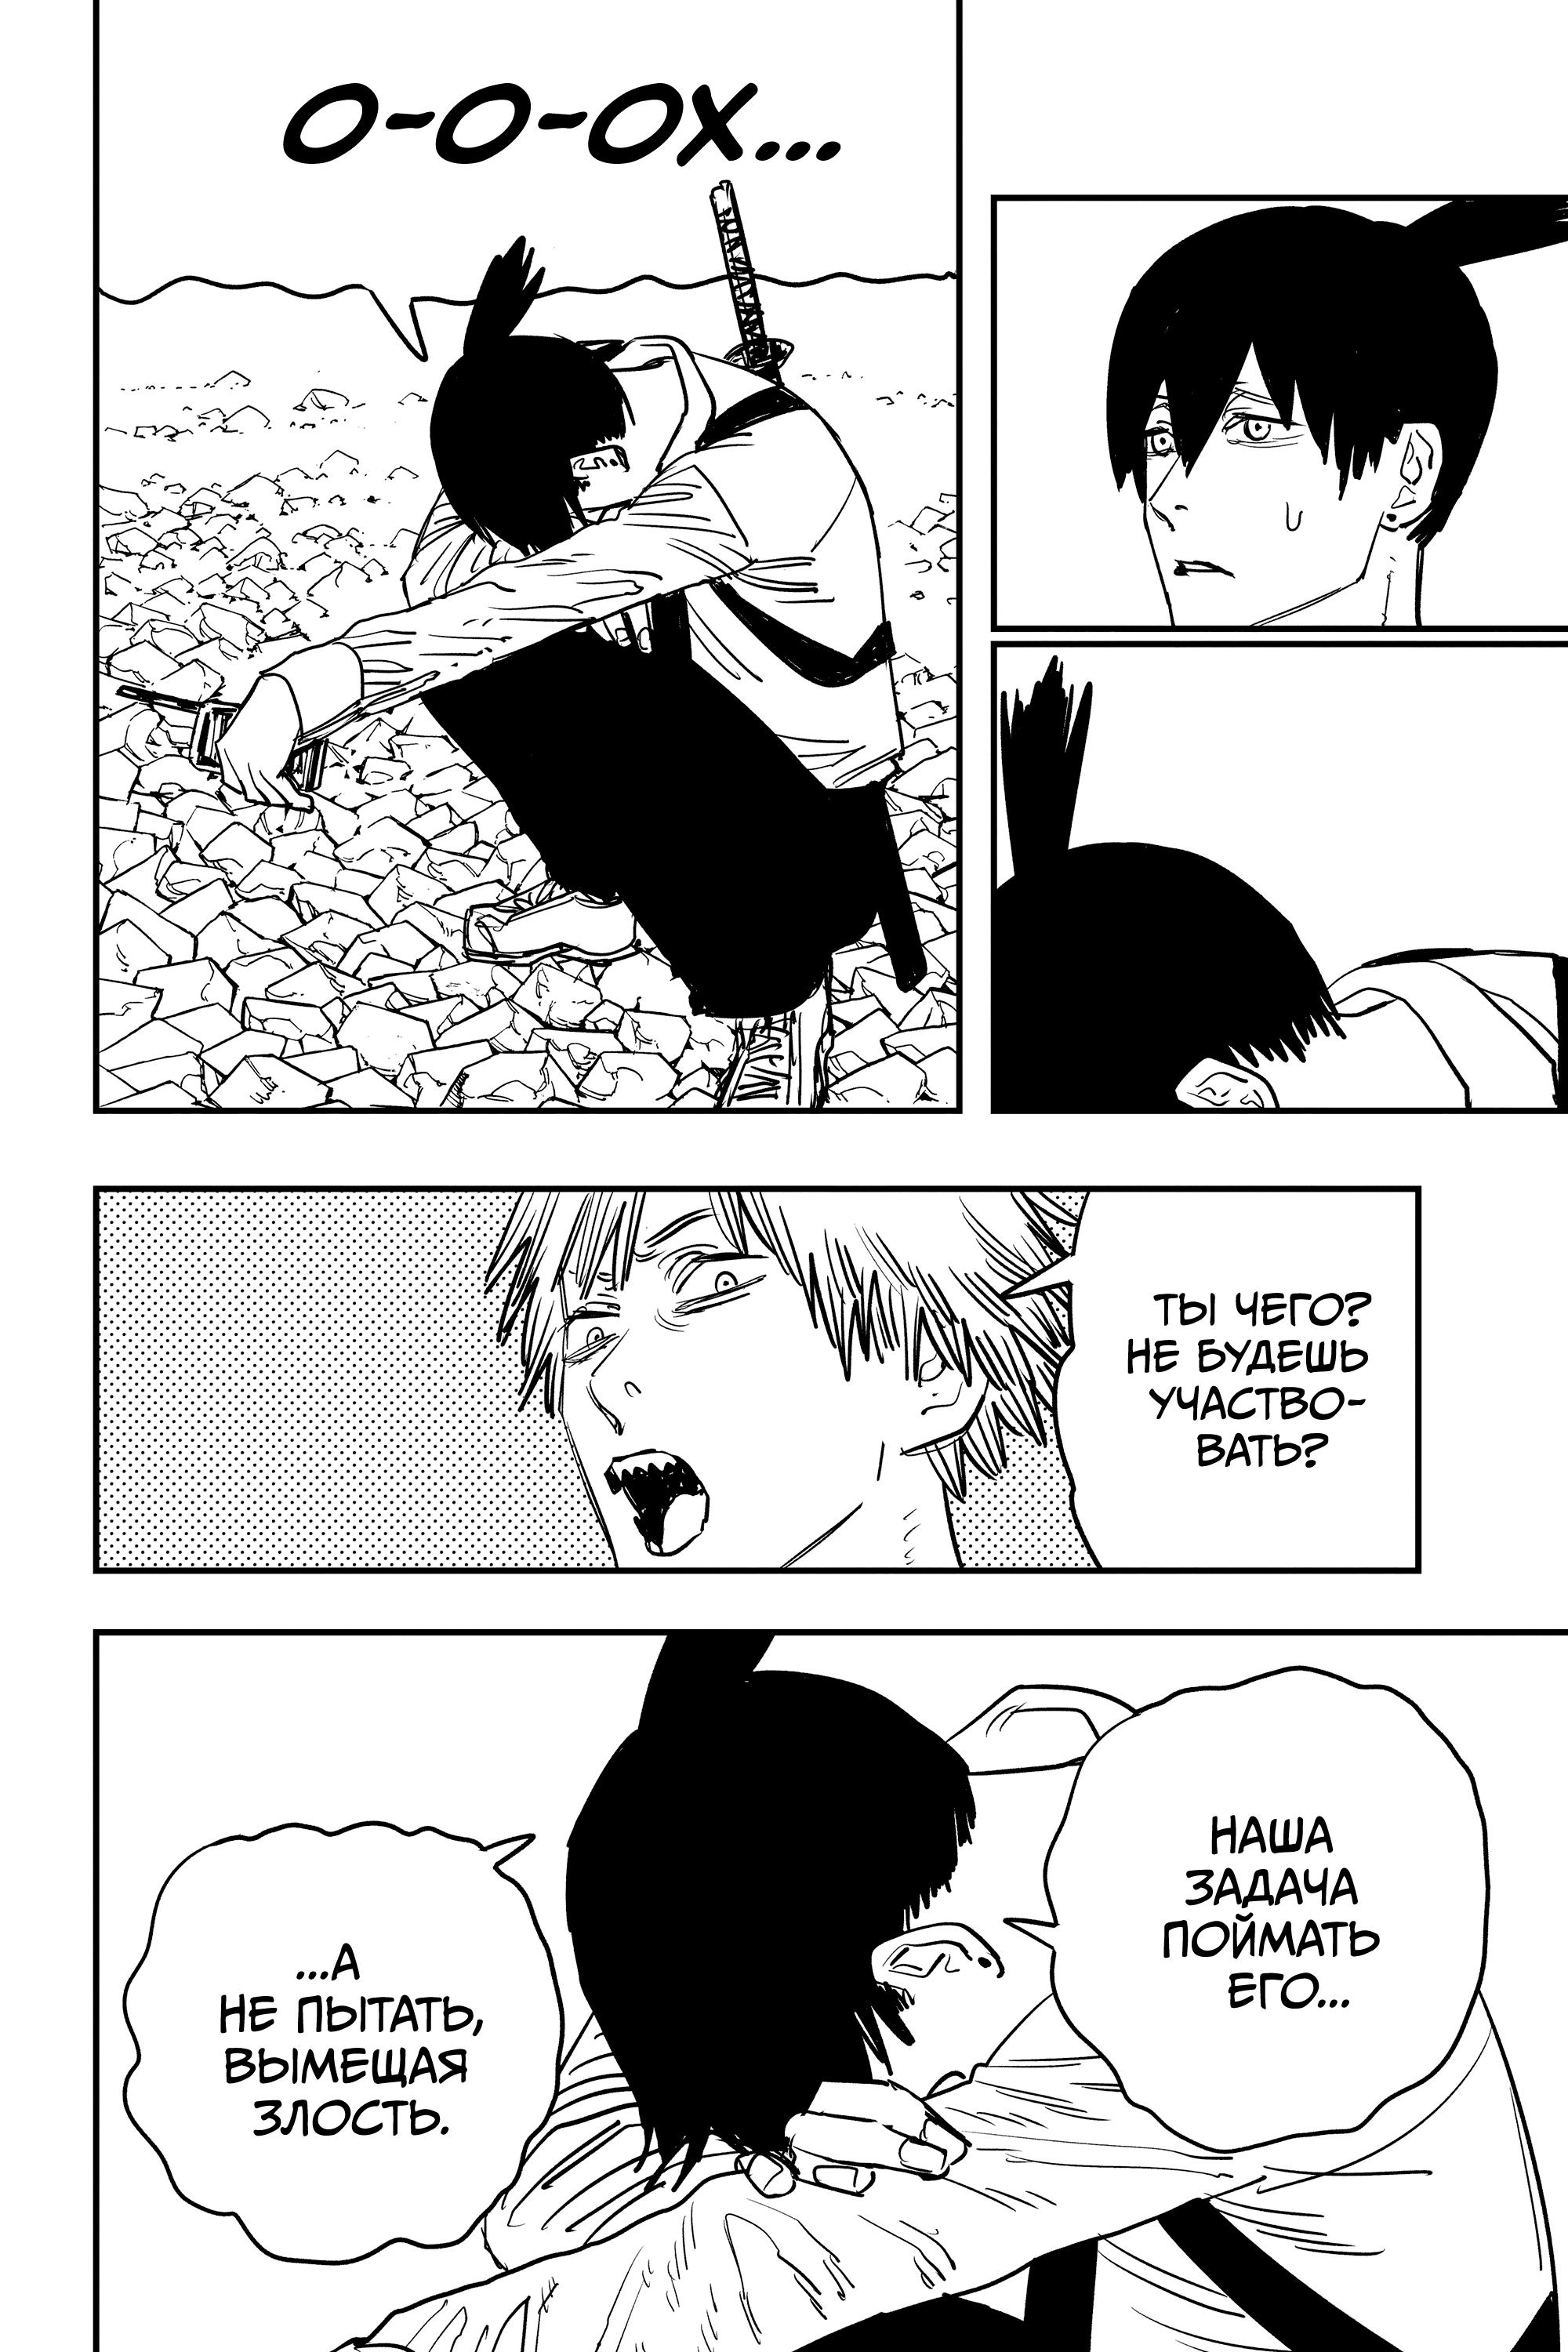 О-О-ОХ...
ТЫ ЧЕГО?
НЕ БУДЕШЬ
УЧАСТВО-
ВАТЬ?
НАША
ЗАДАЧА
ПОЙМАТЬ
ЕГО...
...А
НЕ ПЫТАТЬ,
ВЫМЕЩАЯ
ЗЛОСТЬ.